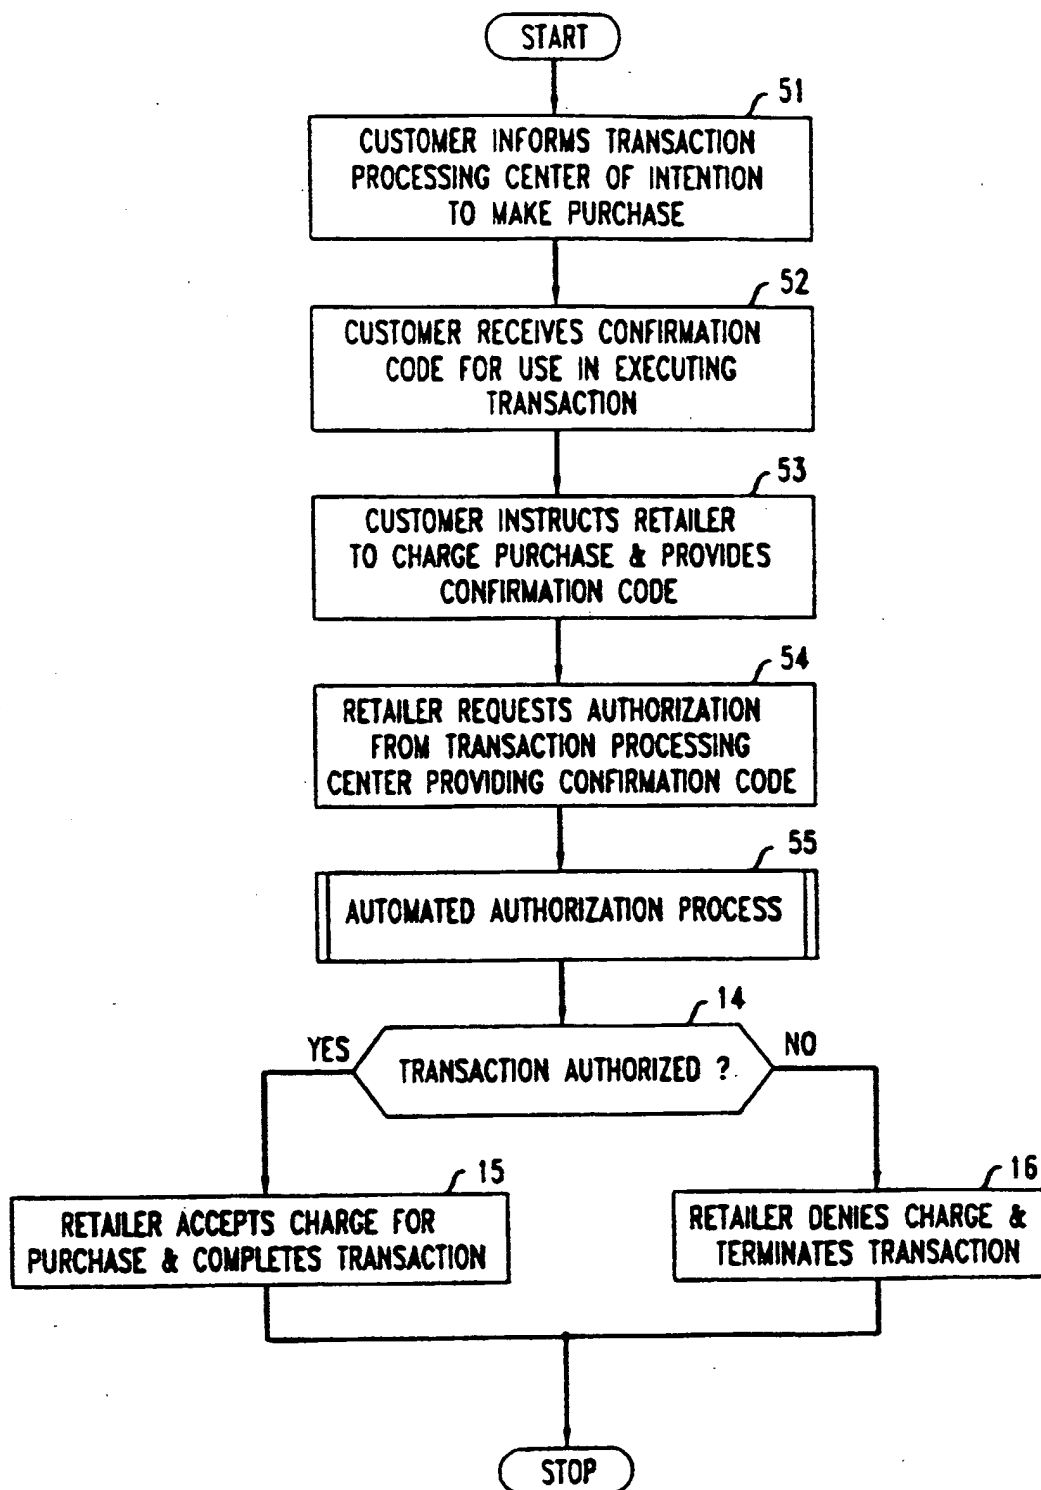 START
51
CUSTOMER INFORMS TRANSACTION
PROCESSING CENTER OF INTENTION
TO MAKE PURCHASE
52
CUSTOMER RECEIVES CONFIRMATION
CODE FOR USE IN EXECUTING
TRANSACTION
53
CUSTOMER INSTRUCTS RETAILER
TO CHARGE PURCHASE & PROVIDES
CONFIRMATION CODE
54
RETAILER REQUESTS AUTHORIZATION
FROM TRANSACTION PROCESSING
CENTER PROVIDING CONFIRMATION CODE
55
AUTOMATED AUTHORIZATION PROCESS
14
YES
TRANSACTION AUTHORIZED ?
NO
15
RETAILER ACCEPTS CHARGE FOR
PURCHASE & COMPLETES TRANSACTION
16
RETAILER DENIES CHARGE &
TERMINATES TRANSACTION
STOP